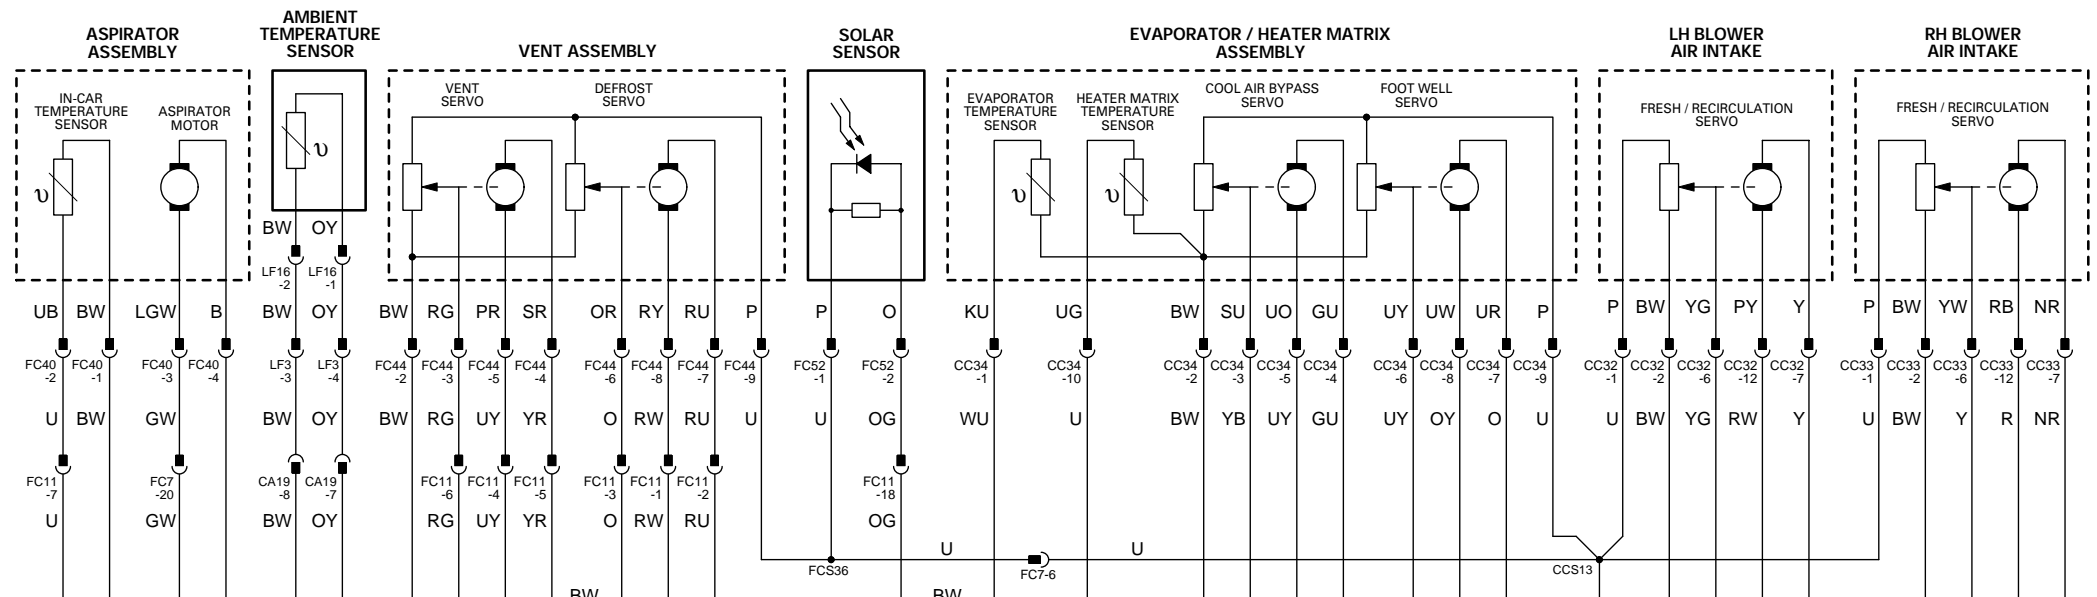 ASPIRATOR
ASSEMBLY
AMBIENT
TEMPERATURE
SENSOR
VENT ASSEMBLY
SOLAR
SENSOR
EVAPORATOR / HEATER MATRIX
ASSEMBLY
LH BLOWER
AIR INTAKE
RH BLOWER
AIR INTAKE
IN-CAR
TEMPERATURE
SENSOR
ASPIRATOR
MOTOR
VENT
SERVO
DEFROST
SERVO
EVAPORATOR
TEMPERATURE
SENSOR
HEATER MATRIX
TEMPERATURE
SENSOR
COOL AIR BYPASS
SERVO
FOOT WELL
SERVO
FRESH / RECIRCULATION
SERVO
FRESH / RECIRCULATION
SERVO
υ υ υ υ
BW OY
LF16 LF16
-2 -1
UB BW LGW B BW OY BW RG PR SR OR RY RU P P O KU UG BW SU UO GU UY UW UR P P BW YG PY Y P BW YW RB NR
FC40 FC40 FC40 FC40 LF3 LF3 FC44 FC44 FC44 FC44 FC44 FC44 FC44 FC44 FC52 FC52 CC34 CC34 CC34 CC34 CC34 CC34 CC34 CC34 CC34 CC34 CC32 CC32 CC32 CC32 CC32 CC33 CC33 CC33 CC33 CC33
-2 -1 -3 -4 -3 -4 -2 -3 -5 -4 -6 -8 -7 -9 -1 -2 -1 -10 -2 -3 -5 -4 -6 -8 -7 -9 -1 -2 -6 -12 -7 -1 -2 -6 -12 -7
U BW GW BW OY BW RG UY YR O RW RU U U OG WU U BW YB UY GU UY OY O U U BW YG RW Y U BW Y R NR
FC11 FC7 CA19 CA19 FC11 FC11 FC11 FC11 FC11 FC11 FC11
-7 -20 -8 -7 -6 -4 -5 -3 -1 -2 -18
U GW BW OY RG UY YR O RW RU OG
U U
FCS36 FC7-6 CCS13
BW BW